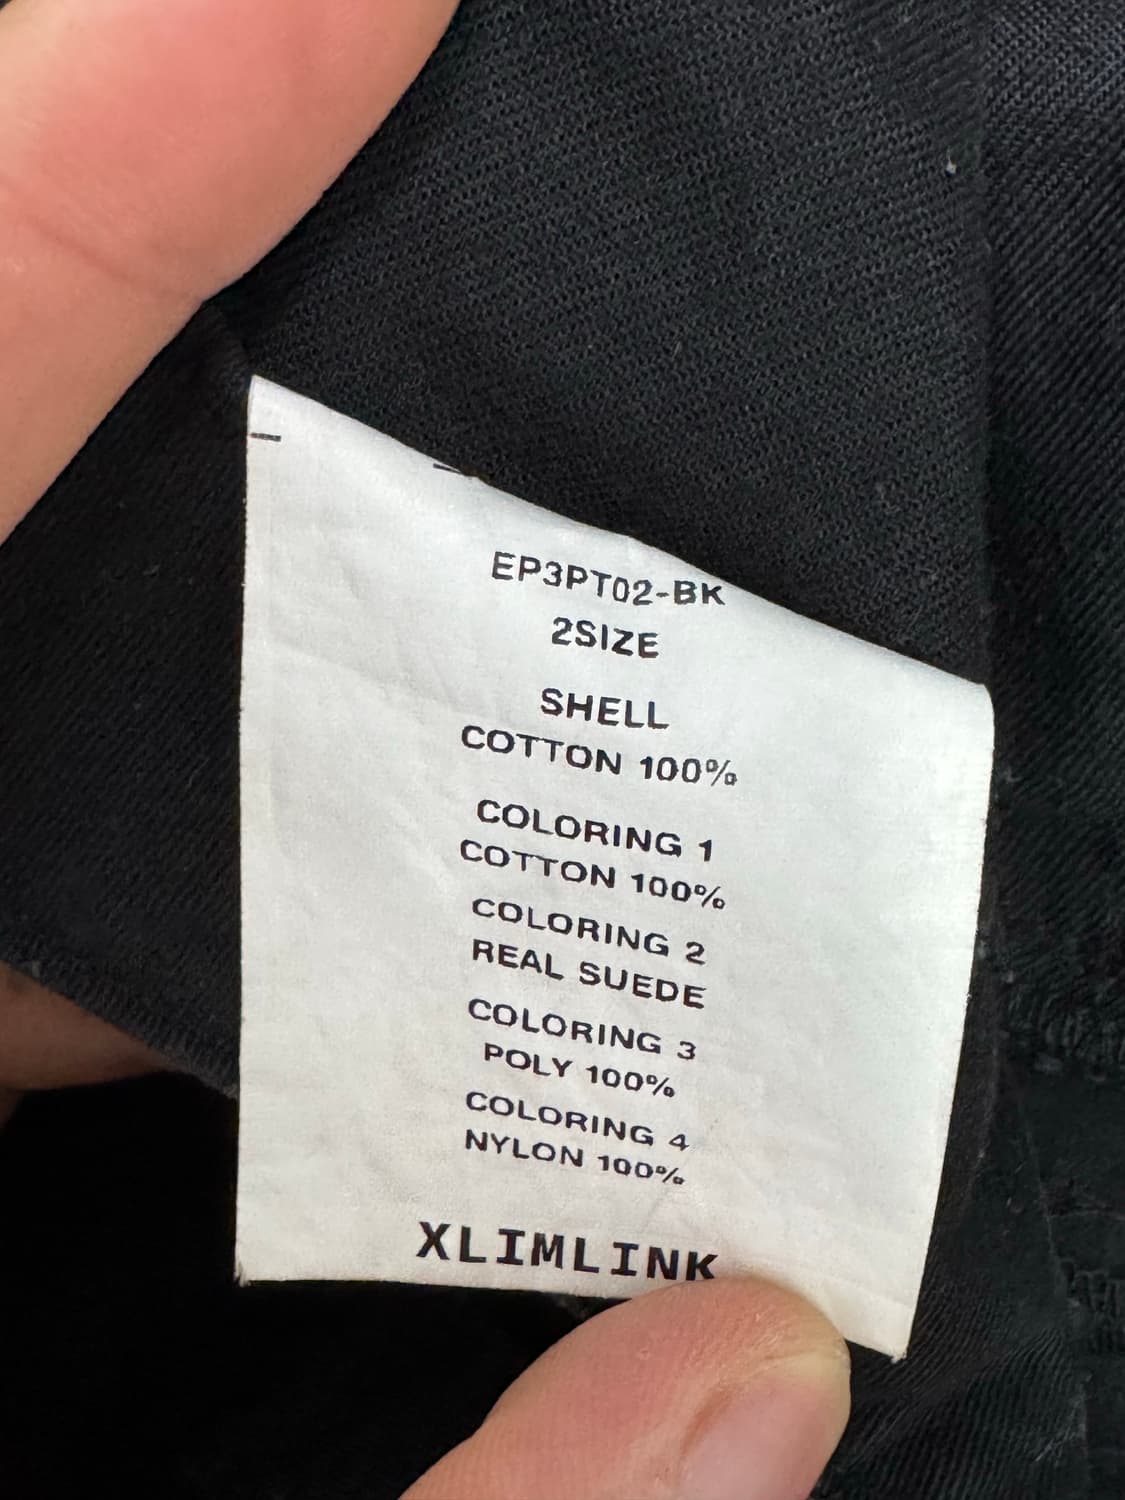 EP3PT02-BK
2SIZE
SHELL
COTTON 100%
COLORING 1
COTTON 100%
COLORING 2
REAL SUEDE
COLORING 3
POLY 100%
COLORING 4
NYLON 100%
XLIMLINK